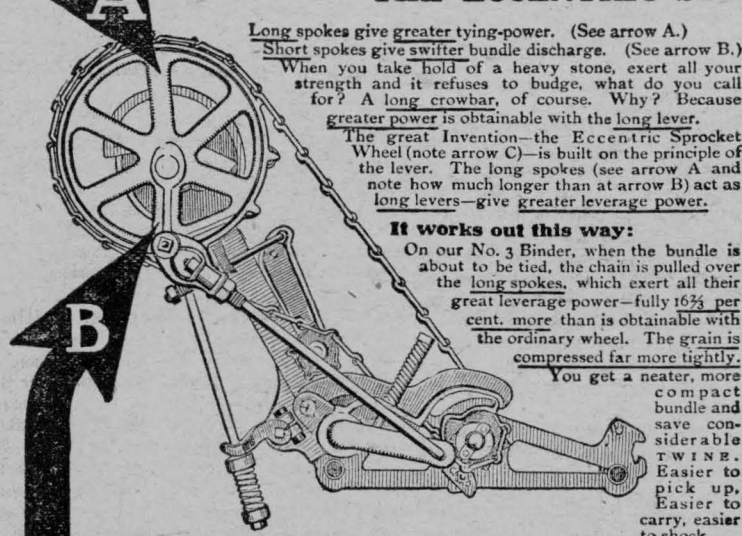 A
Long spokes give greater tying-power. (See arrow A.)
Short spokes give swifter bundle discharge. (See arrow B.)
When you take hold of a heavy stone, exert all your
strength and it refuses to budge, what do you call
for? A long crowbar, of course. Why? Because
greater power is obtainable with the long lever.
The great Invention—the Eccentric Sprocket
Wheel (note arrow C)—is built on the principle of
the lever. The long spokes (see arrow A and
note how much longer than at arrow B) act as
long levers—give greater leverage power.
It works out this way:
On our No. 3 Binder, when the bundle is
about to be tied, the chain is pulled over
the long spokes, which exert all their
great leverage power—fully 16⅔ per
cent. more than is obtainable with
the ordinary wheel. The grain is
compressed far more tightly.
You get a neater, more
compact
bundle and
save con-
siderable
TWINE.
Easier to
pick up.
Easier to
carry, easier
to shock
B